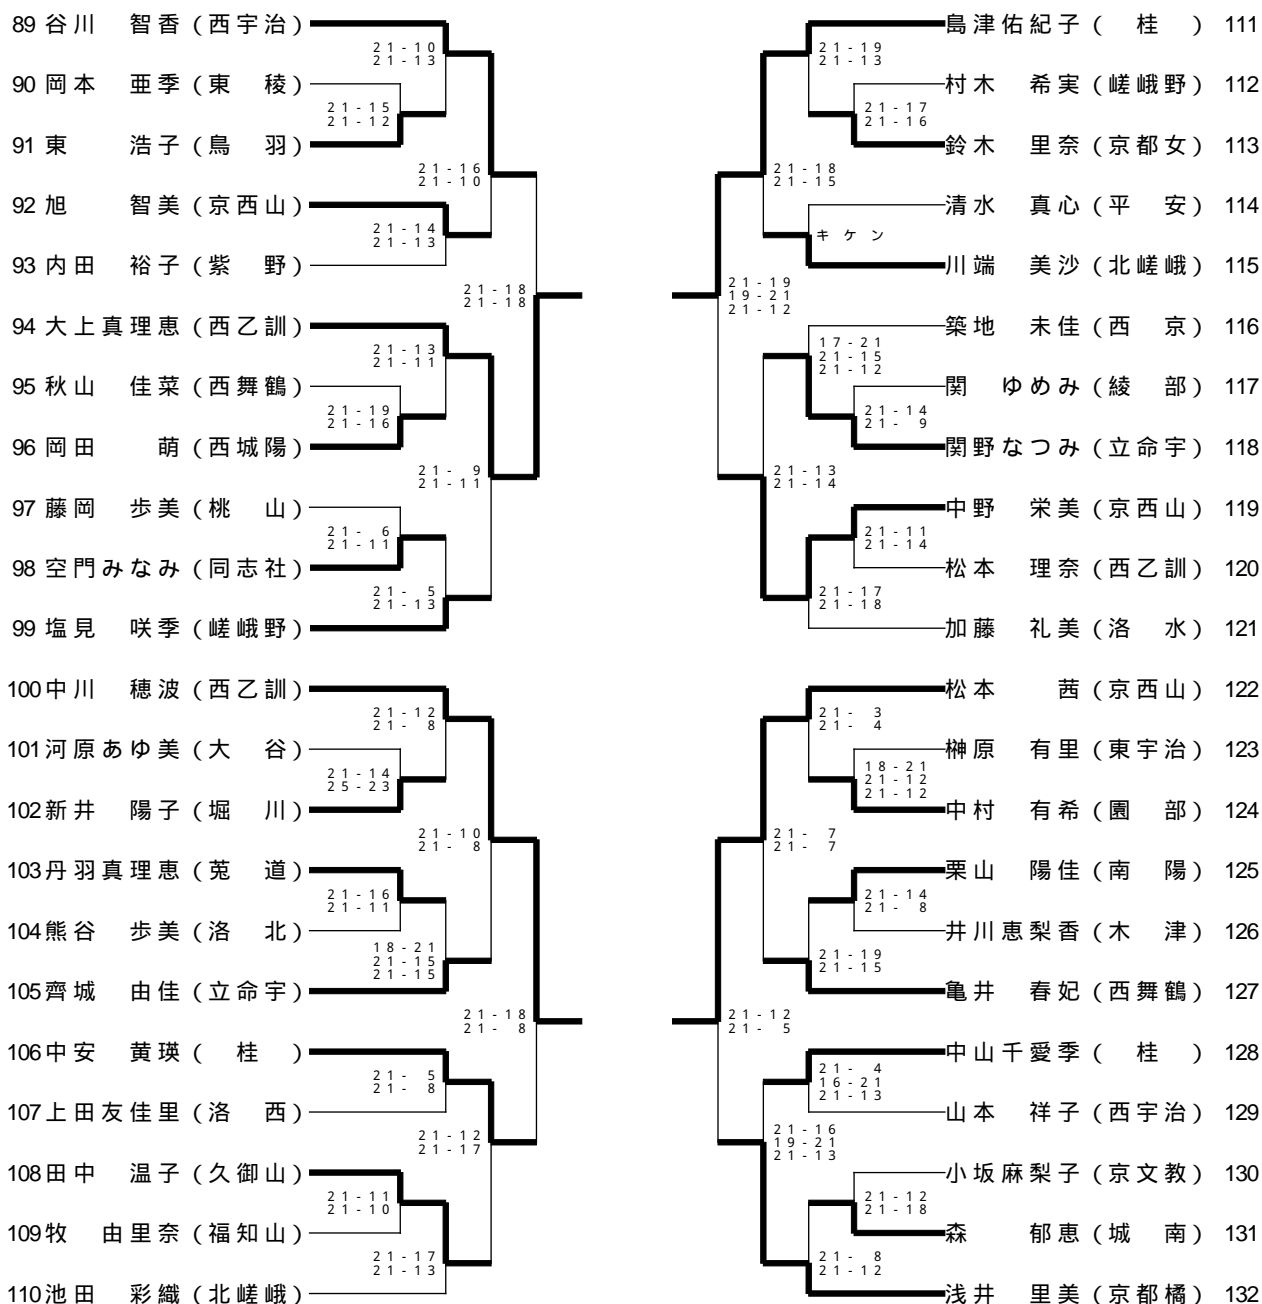 89 谷川 智香 (西宇治)
21-10
21-13
90 岡本 亜季 (東 稜)
21-15
21-12
91 東 浩子 (鳥 羽)
21-16
21-10
92 旭 智美 (京西山)
21-14
21-13
93 内田 裕子 (紫 野)
21-18
21-18
94 大上真理恵 (西乙訓)
21-13
21-11
95 秋山 佳菜 (西舞鶴)
21-19
21-16
96 岡田 萌 (西城陽)
21- 9
21-11
97 藤岡 歩美 (桃 山)
21- 6
21-11
98 空門みなみ (同志社)
21- 5
21-13
99 塩見 咲季 (嵯峨野)
100 中川 穂波 (西乙訓)
21-12
21- 8
101 河原あゆ美 (大 谷)
21-14
25-23
102 新井 陽子 (堀 川)
21-10
21- 8
103 丹羽真理恵 (莵 道)
21-16
21-11
104 熊谷 歩美 (洛 北)
18-21
21-15
21-15
105 齊城 由佳 (立命宇)
21-18
21- 8
106 中安 黄瑛 ( 桂 )
21- 5
21- 8
107 上田友佳里 (洛 西)
21-12
21-17
108 田中 温子 (久御山)
21-11
21-10
109 牧 由里奈 (福知山)
21-17
21-13
110 池田 彩織 (北嵯峨)
島津佑紀子 ( 桂 ) 111
21-19
21-13
村木 希実 (嵯峨野) 112
21-17
21-16
鈴木 里奈 (京都女) 113
21-18
21-15
清水 真心 (平 安) 114
キケン
川端 美沙 (北嵯峨) 115
21-19
19-21
21-12
築地 未佳 (西 京) 116
17-21
21-15
21-12
関 ゆめみ (綾 部) 117
21-14
21- 9
関野なつみ (立命宇) 118
21-13
21-14
中野 栄美 (京西山) 119
21-11
21-14
松本 理奈 (西乙訓) 120
21-17
21-18
加藤 礼美 (洛 水) 121
松本 茜 (京西山) 122
21- 3
21- 4
榊原 有里 (東宇治) 123
18-21
21-12
21-12
中村 有希 (園 部) 124
21- 7
21- 7
栗山 陽佳 (南 陽) 125
21-14
21- 8
井川恵梨香 (木 津) 126
21-19
21-15
亀井 春妃 (西舞鶴) 127
21-12
21- 5
中山千愛季 ( 桂 ) 128
21- 4
16-21
21-13
山本 祥子 (西宇治) 129
21-16
19-21
21-13
小坂麻梨子 (京文教) 130
21-12
21-18
森 郁恵 (城 南) 131
21- 8
21-12
浅井 里美 (京都橘) 132